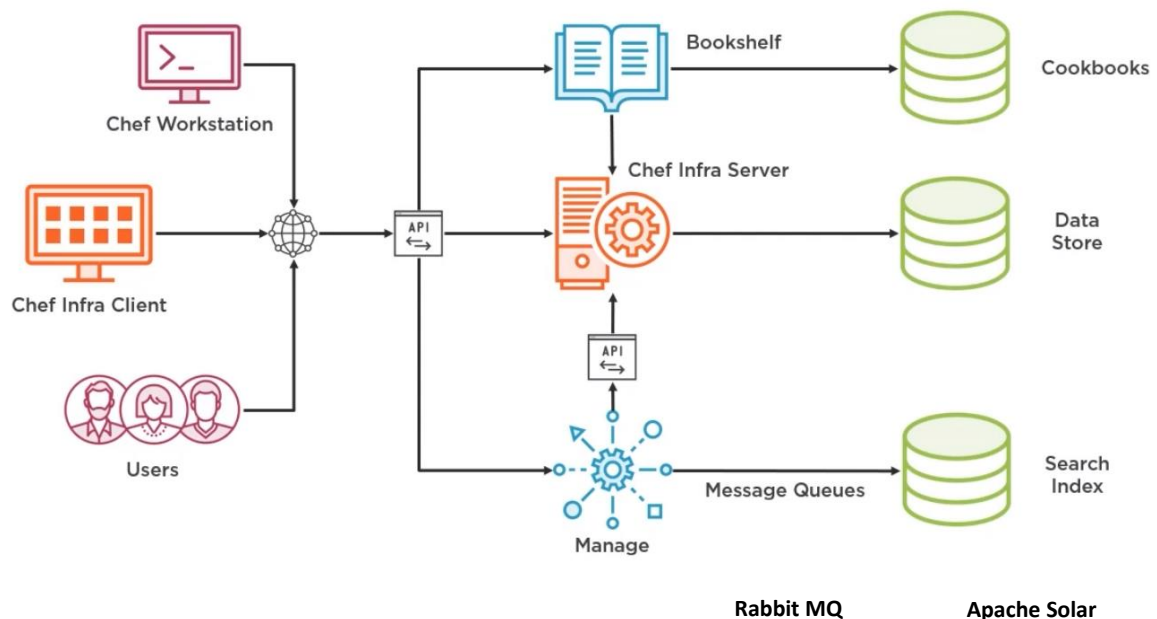 Bookshelf
Cookbooks
Chef Workstation
>_
Chef Infra Server
API
Data
Store
Chef Infra Client
API
Users
Message Queues
Search
Index
Manage
Rabbit MQ
Apache Solar